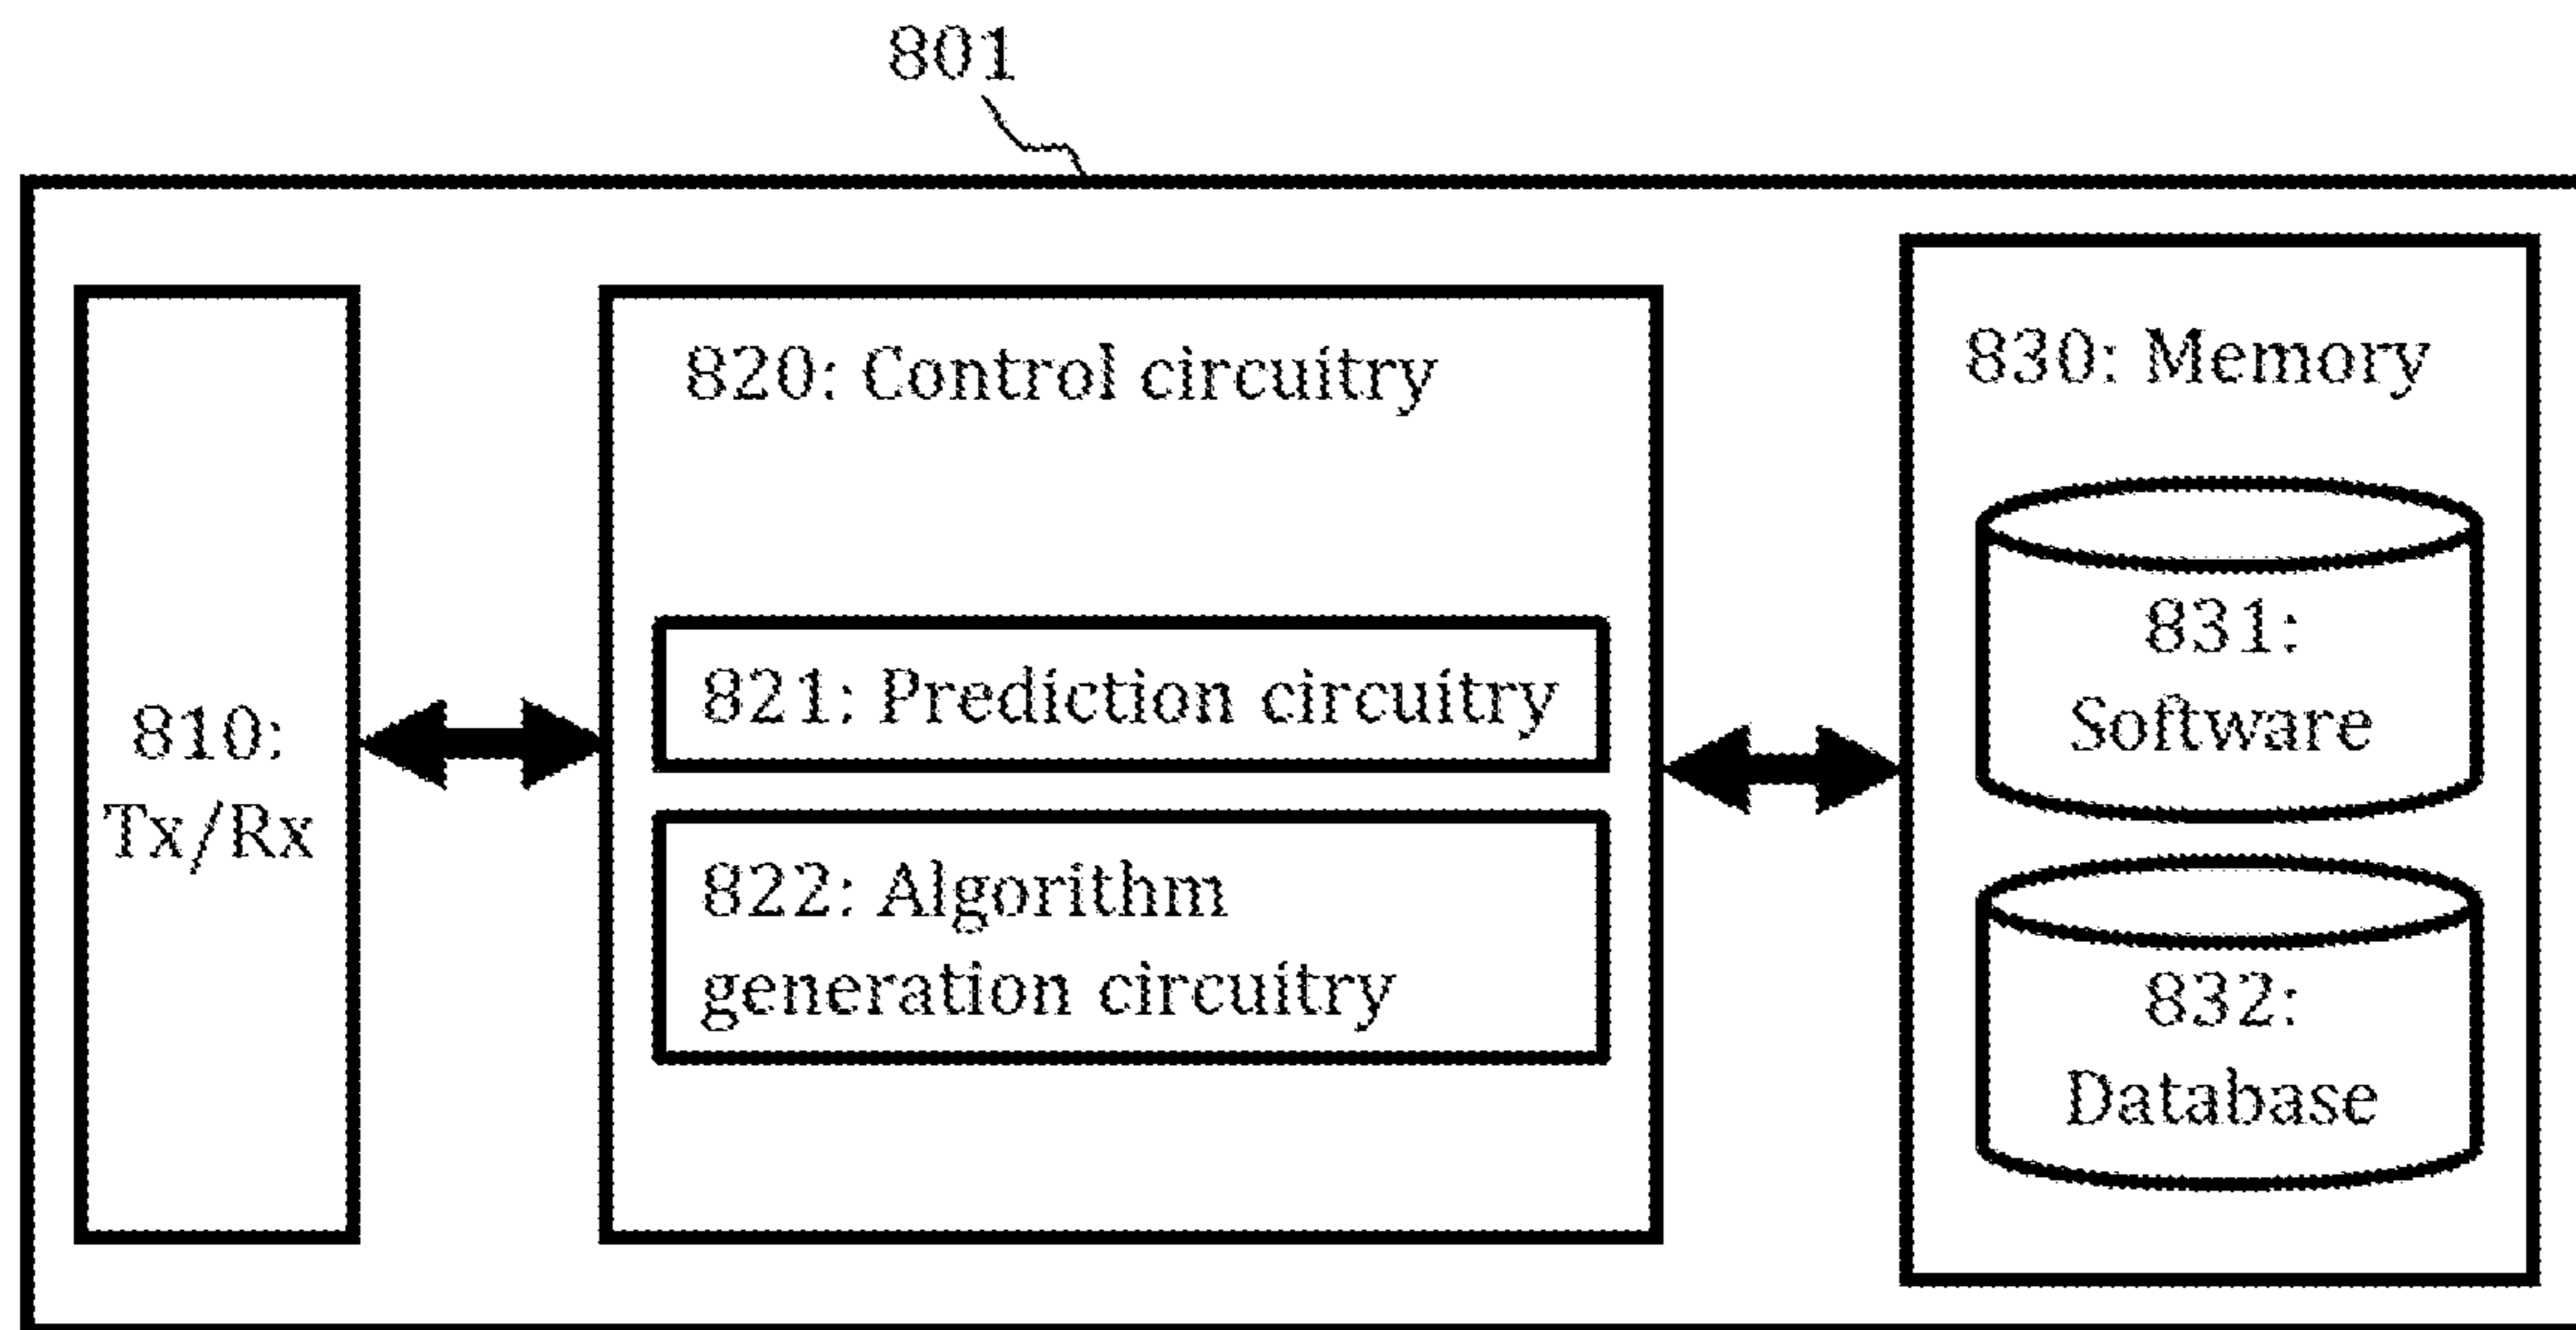 801
810:
Tx/Rx
820: Control circuitry
821: Prediction circuitry
822: Algorithm
generation circuitry
830: Memory
831:
Software
832:
Database